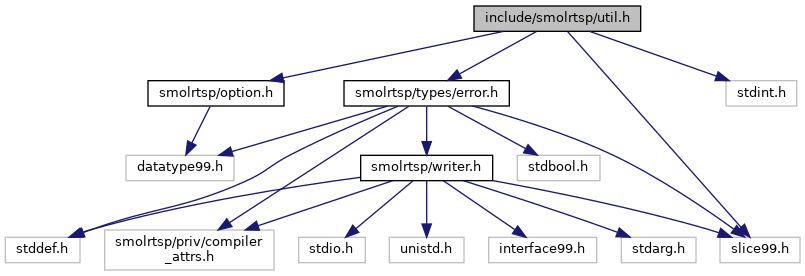 include/smolrtsp/util.h
smolrtsp/option.h
smolrtsp/types/error.h
stdint.h
datatype99.h
smolrtsp/writer.h
stdbool.h
stddef.h
smolrtsp/priv/compiler
_attrs.h
stdio.h
unistd.h
interface99.h
stdarg.h
slice99.h